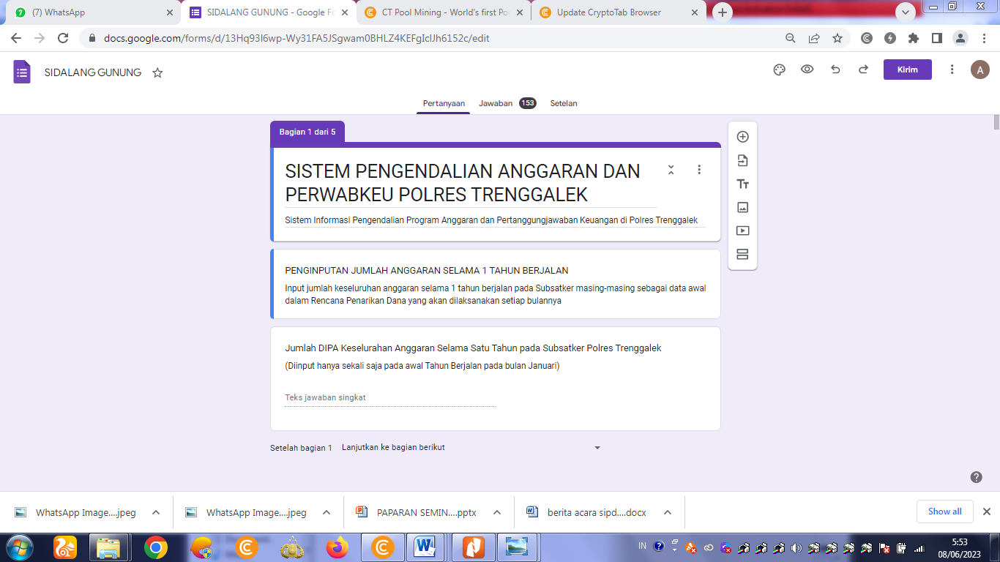 (7) WhatsApp
SIDALANG GUNUNG - Google Fo
CT Pool Mining - World's first Po
Update CryptoTab Browser
docs.google.com/forms/d/13Hq93l6wp-Wy31FA5JSgwam0BHLZ4KEFgIclJh6152c/edit
SIDALANG GUNUNG
Kirim
A
Pertanyaan
Jawaban 153
Setelan
Bagian 1 dari 5
SISTEM PENGENDALIAN ANGGARAN DAN
PERWABKEU POLRES TRENGGALEK
Sistem Informasi Pengendalian Program Anggaran dan Pertanggungjawaban Keuangan di Polres Trenggalek
PENGINPUTAN JUMLAH ANGGARAN SELAMA 1 TAHUN BERJALAN
Input jumlah keseluruhan anggaran selama 1 tahun berjalan pada Subsatker masing-masing sebagai data awal
dalam Rencana Penarikan Dana yang akan dilaksanakan setiap bulannya
Jumlah DIPA Keselurahan Anggaran Selama Satu Tahun pada Subsatker Polres Trenggalek
(Diinput hanya sekali saja pada awal Tahun Berjalan pada bulan Januari)
Teks jawaban singkat
Setelah bagian 1
Lanjutkan ke bagian berikut
WhatsApp Image....jpeg
WhatsApp Image....jpeg
PAPARAN SEMIN....pptx
berita acara sipd....docx
Show all
IN
5:53
08/06/2023